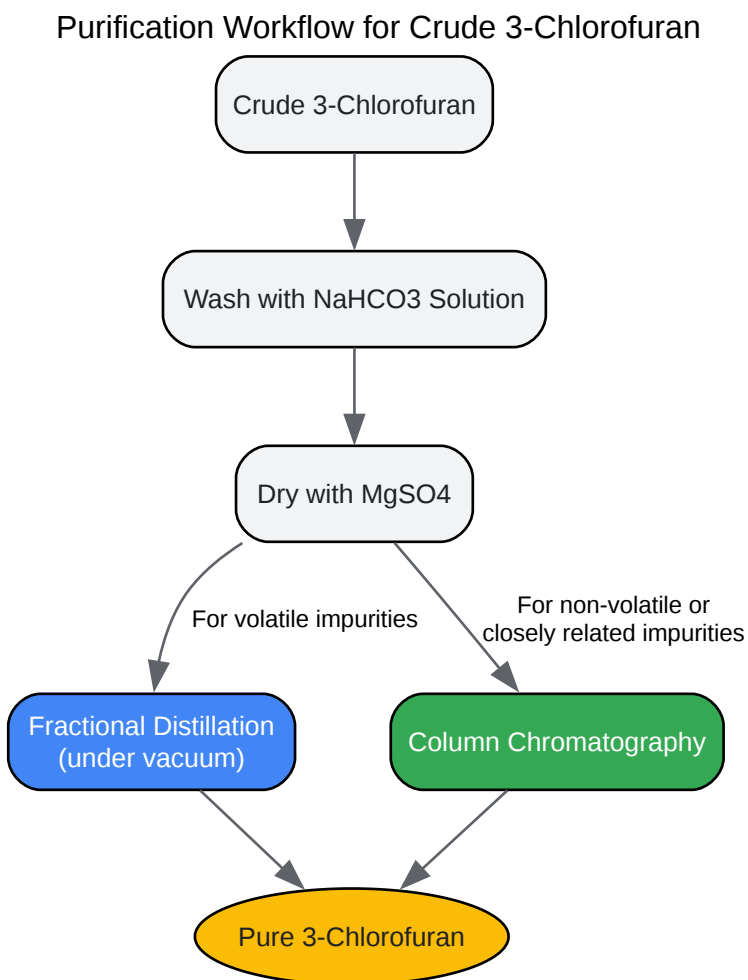 Purification Workflow for Crude 3-Chlorofuran
Crude 3-Chlorofuran
Wash with NaHCO3 Solution
Dry with MgSO4
For volatile impurities
For non-volatile or
closely related impurities
Fractional Distillation
(under vacuum)
Column Chromatography
Pure 3-Chlorofuran